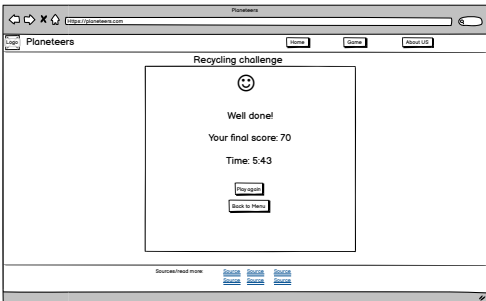 Planeteers
Https://planeteers.com
Logo Planeteers Home Game About US
Recycling challenge
Well done!
Your final score: 70
Time: 5:43
Play again
Back to Menu
Sources/read more: Source Source Source
Source Source Source